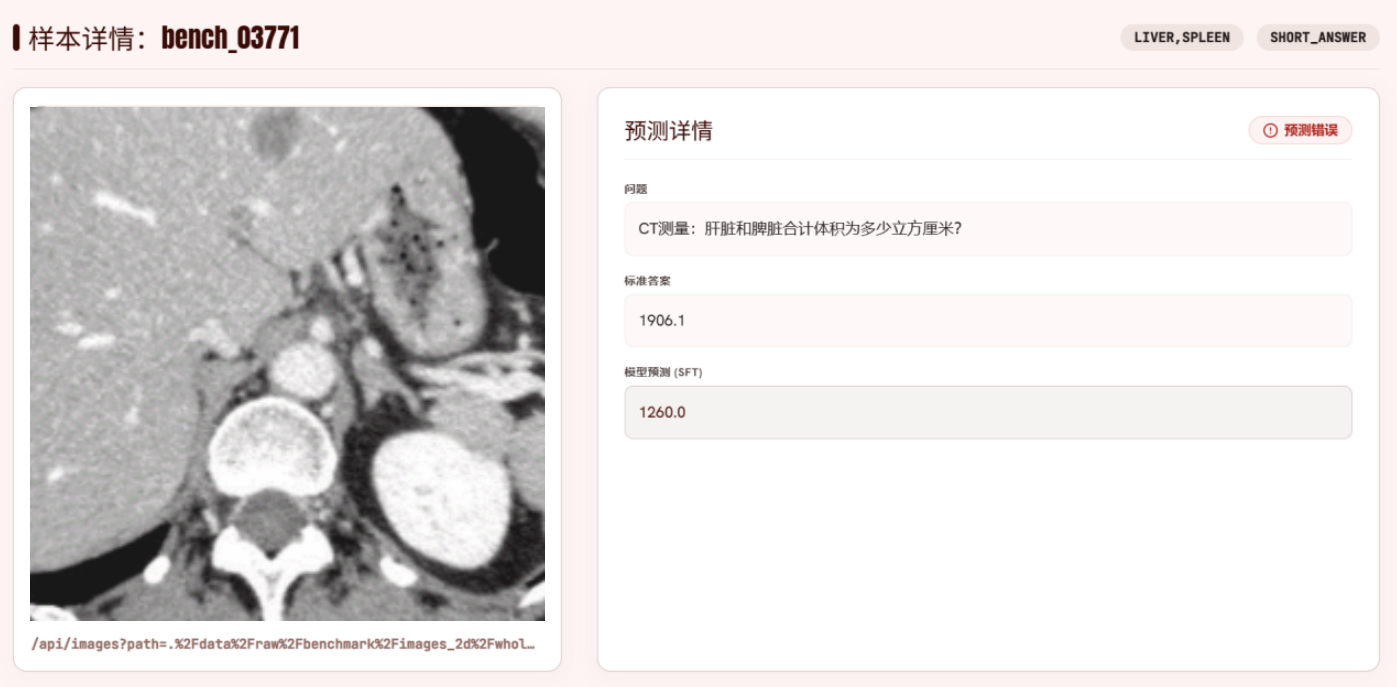 样本详情：bench_03771
LIVER,SPLEEN
SHORT_ANSWER
预测详情
预测错误
问题
CT测量：肝脏和脾脏合计体积为多少立方厘米?
标准答案
1906.1
模型预测 (SFT)
1260.0
/api/images?path=.%2Fdata%2Fraw%2Fbenchmark%2Fimages_2d%2Fwhol…